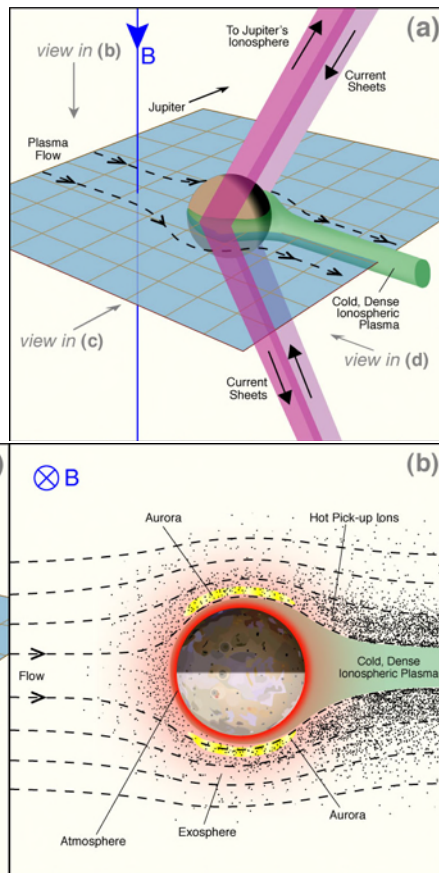 (a)
To Jupiter's
Ionosphere
view in (b)
B
Current
Sheets
Jupiter
Plasma
Flow
Cold, Dense
Ionospheric
Plasma
view in (c)
view in (d)
Current
Sheets
)
(b)
B
Aurora
Hot Pick-up Ions
Flow
Cold, Dense
Ionospheric
Plasma
Atmosphere
Exosphere
Aurora